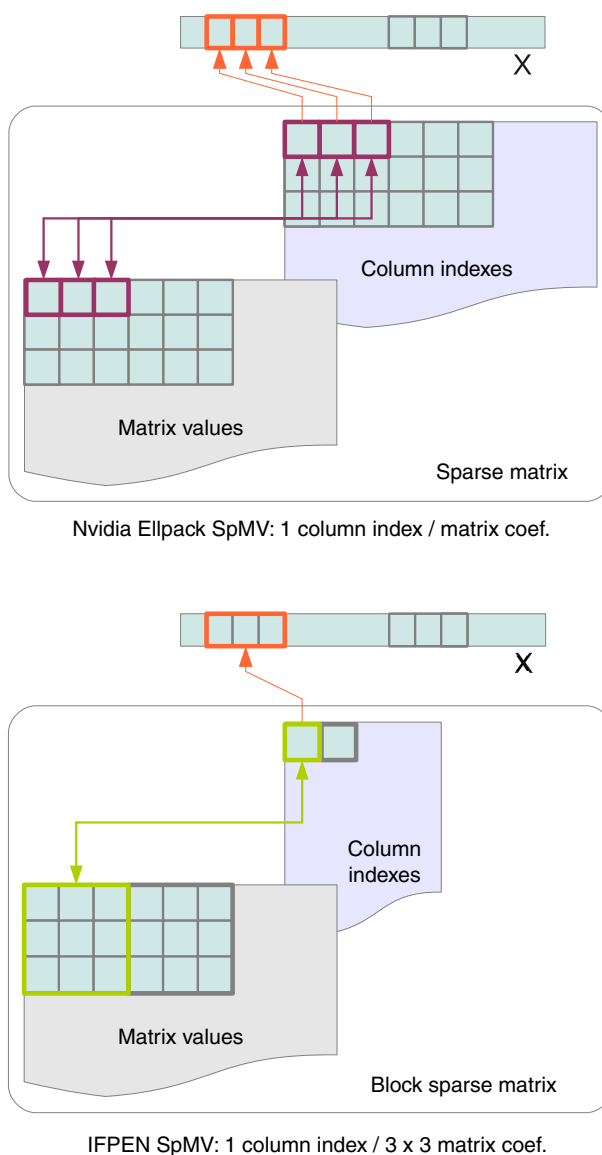 X
Column indexes
Matrix values
Sparse matrix
Nvidia Ellpack SpMV: 1 column index / matrix coef.
X
Column
indexes
Matrix values
Block sparse matrix
IFPEN SpMV: 1 column index / 3 x 3 matrix coef.